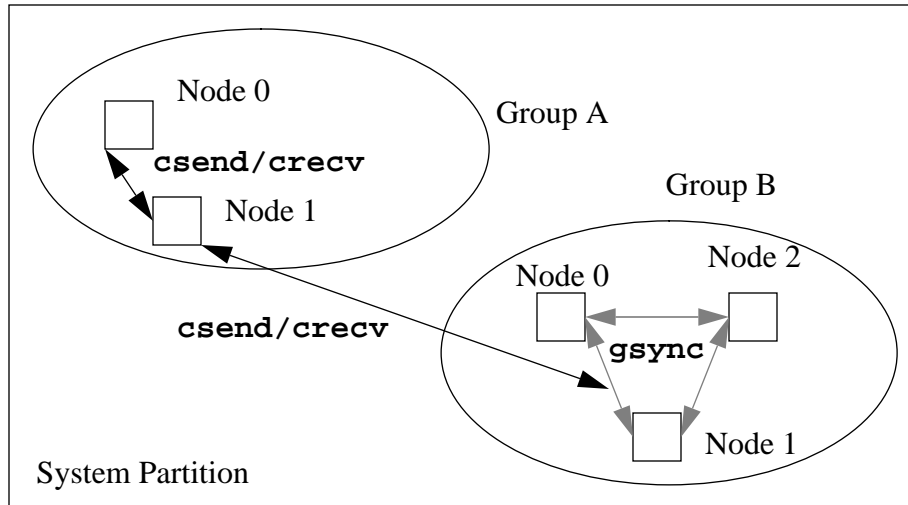 Node 0
Group A
csend/crecv
Node 1
Group B
Node 0
Node 2
csend/crecv
gsync
Node 1
System Partition